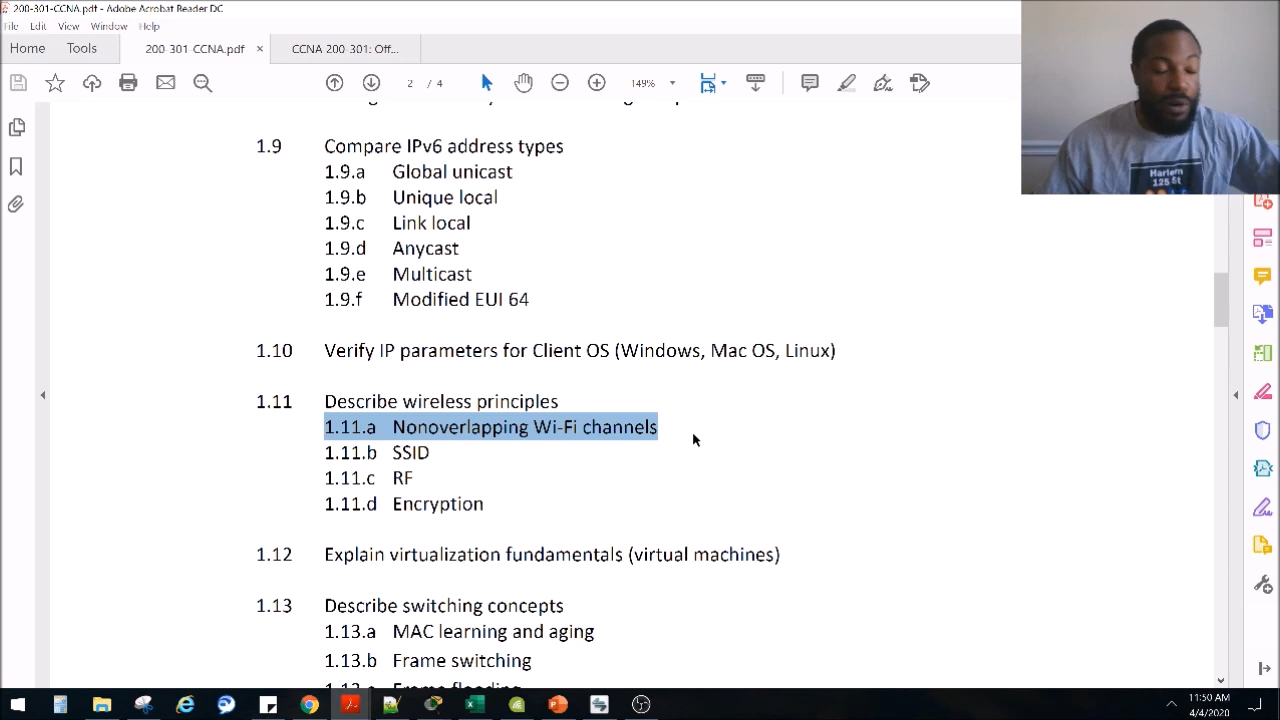 200-301-CCNA.pdf - Adobe Acrobat Reader DC
File Edit View Window Help
Home Tools 200-301-CCNA.pdf × CCNA 200-301: Off...
2 / 4 149%
1.9 Compare IPv6 address types
1.9.a Global unicast
1.9.b Unique local
1.9.c Link local
1.9.d Anycast
1.9.e Multicast
1.9.f Modified EUI 64
1.10 Verify IP parameters for Client OS (Windows, Mac OS, Linux)
1.11 Describe wireless principles
1.11.a Nonoverlapping Wi-Fi channels
1.11.b SSID
1.11.c RF
1.11.d Encryption
1.12 Explain virtualization fundamentals (virtual machines)
1.13 Describe switching concepts
1.13.a MAC learning and aging
1.13.b Frame switching
Frame flooding
Harlem
125 St
11:50 AM
4/4/2020